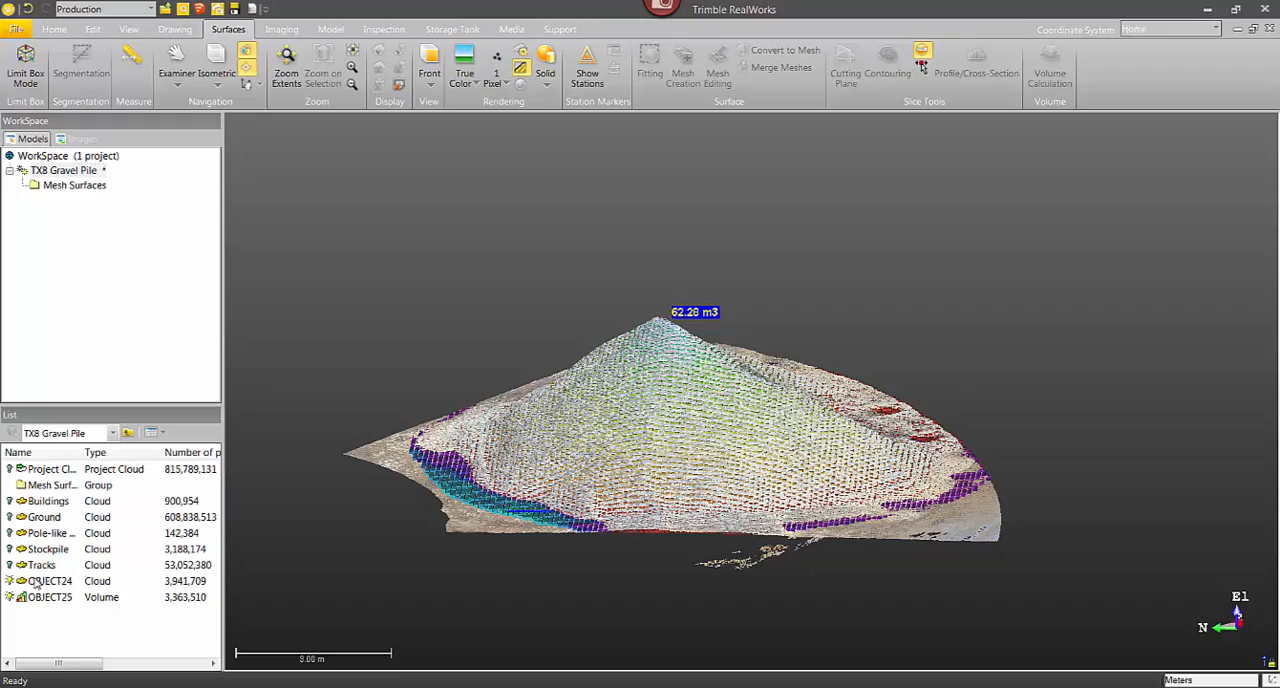 Production
Trimble RealWorks
File Home Edit View Drawing Surfaces Imaging Model Inspection Storage Tank Media Support
Coordinate System Home
Limit Box Mode
Segmentation
Measure
Examiner Isometric
Zoom Extents
Zoom on Selection
Front
True Color
1 Pixel
Solid
Show Stations
Fitting
Mesh Creation
Mesh Editing
Convert to Mesh
Merge Meshes
Cutting Plane
Contouring
Profile/Cross-Section
Volume Calculation
Limit Box Segmentation Measure Navigation Zoom Display View Rendering Station Markers Surface Slice Tools Volume
WorkSpace
Models Images
WorkSpace (1 project)
TX8 Gravel Pile *
Mesh Surfaces
List
TX8 Gravel Pile
Name Type Number of p
Project Cl... Project Cloud 815,789,131
Mesh Surf... Group
Buildings Cloud 900,954
Ground Cloud 608,838,513
Pole-like ... Cloud 142,384
Stockpile Cloud 3,188,174
Tracks Cloud 53,052,380
OBJECT24 Cloud 3,941,709
OBJECT25 Volume 3,363,510
62.28 m3
3.00 m
El
N
Ready
Meters